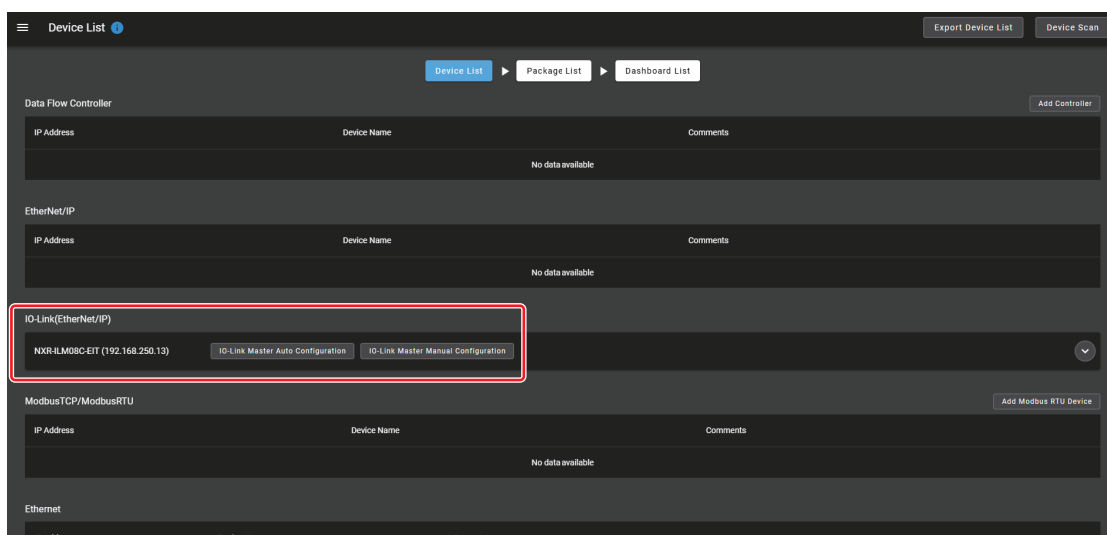 Device List
Export Device List
Device Scan
Device List
Package List
Dashboard List
Data Flow Controller
Add Controller
IP Address
Device Name
Comments
No data available
EtherNet/IP
IP Address
Device Name
Comments
No data available
IO-Link(EtherNet/IP)
NXR-ILM08C-EIT (192.168.250.13)
IO-Link Master Auto Configuration
IO-Link Master Manual Configuration
ModbusTCP/ModbusRTU
Add Modbus RTU Device
IP Address
Device Name
Comments
No data available
Ethernet